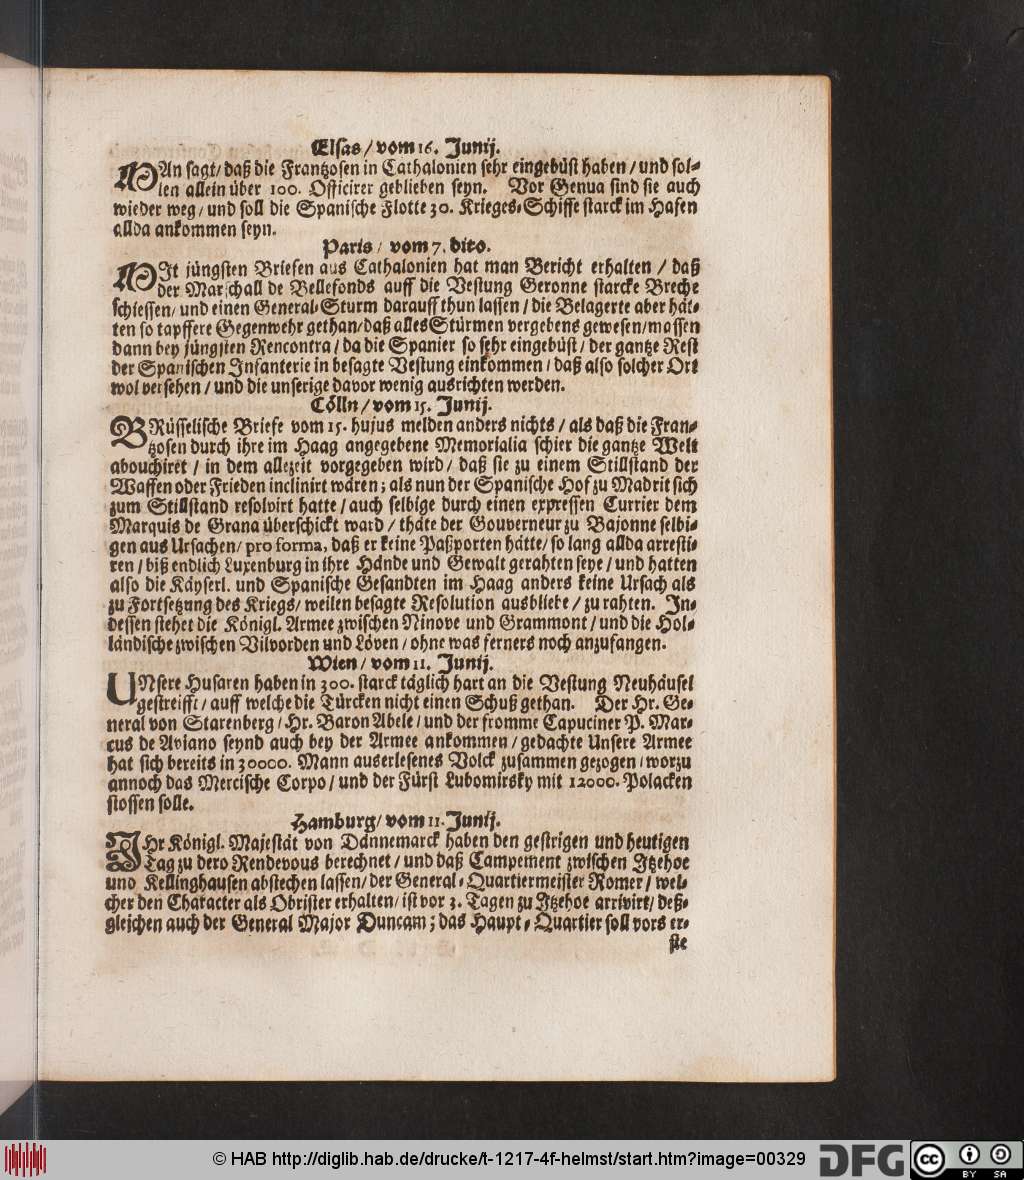 Elsas / vom 16. Junij.
MAn sagt / daß die Frantzosen in Cathalonien sehr eingebüst haben / und sol-
len allein über 100. Officirer geblieben seyn. Vor Genua sind sie auch
wieder weg / und soll die Spanische Flotte 30. Krieges-Schiffe starck im Hafen
allda ankommen seyn.
Paris / vom 7. dito.
MIt jüngsten Briefen aus Cathalonien hat man Bericht erhalten / daß
der Marschall de Bellefonds auff die Vestung Geronne starcke Breche
schiessen / und einen General-Sturm darauff thun lassen / die Belagerte aber hät-
ten so tapffere Gegenwehr gethan / daß alles Stürmen vergebens gewesen / massen
dann bey jüngsten Rencontra / da die Spanier so sehr eingebüst / der gantze Rest
der Spanischen Infanterie in besagte Vestung einkommen / daß also solcher Ort
wol versehen / und die unserige davor wenig ausrichten werden.
Cölln / vom 15. Junij.
BRüsselische Briefe vom 15. hujus melden anders nichts / als daß die Fran-
tzosen durch ihre im Haag angegebene Memorialia schier die gantze Welt
abouchiret / in dem allezeit vorgegeben wird / daß sie zu einem Stillstand der
Waffen oder Frieden inclinirt wären; als nun der Spanische Hof zu Madrit sich
zum Stillstand resolvirt hatte / auch selbige durch einen expressen Currier dem
Marquis de Grana überschickt ward / thäte der Gouverneur zu Bajonne selbi-
gen aus Ursachen / pro forma, daß er keine Paßporten hätte / so lang allda arresti-
ren / biß endlich Luxenburg in ihre Hände und Gewalt gerahten seye / und hatten
also die Käyserl. und Spanische Gesandten im Haag anders keine Ursach als
zu Fortsetzung des Kriegs / weilen besagte Resolution ausbliebe / zu rahten. In-
dessen stehet die Königl. Armee zwischen Ninove und Grammont / und die Hol-
ländische zwischen Vilvorden und Löven / ohne was ferners noch anzufangen.
Wien / vom 11. Junij.
UNsere Husaren haben in 300. starck täglich hart an die Vestung Neuhäusel
gestreifft / auff welche die Türcken nicht einen Schuß gethan. Der Hr. Ge-
neral von Starenberg / Hr. Baron Abele / und der fromme Capuciner P. Mar-
cus de Aviano seynd auch bey der Armee ankommen / gedachte Unsere Armee
hat sich bereits in 30000. Mann auserlesenes Volck zusammen gezogen / worzu
annoch das Mercische Corpo / und der Fürst Lubomirsky mit 12000. Polacken
stossen solle.
Hamburg / vom 11. Junij.
IHr Königl. Majestät von Dännemarck haben den gestrigen und heutigen
Tag zu dero Rendevous berechnet / und daß Campement zwischen Itzehoe
und Kellinghausen abstechen lassen / der General-Quartiermeister Romer / wel-
cher den Character als Obrister erhalten / ist vor 3. Tagen zu Itzehoe arrivirt / deß-
gleichen auch der General Major Duncam; das Haupt-Quartier soll vors er-
ste
© HAB http://diglib.hab.de/drucke/t-1217-4f-helmst/start.htm?image=00329
DFG
cc
BY SA